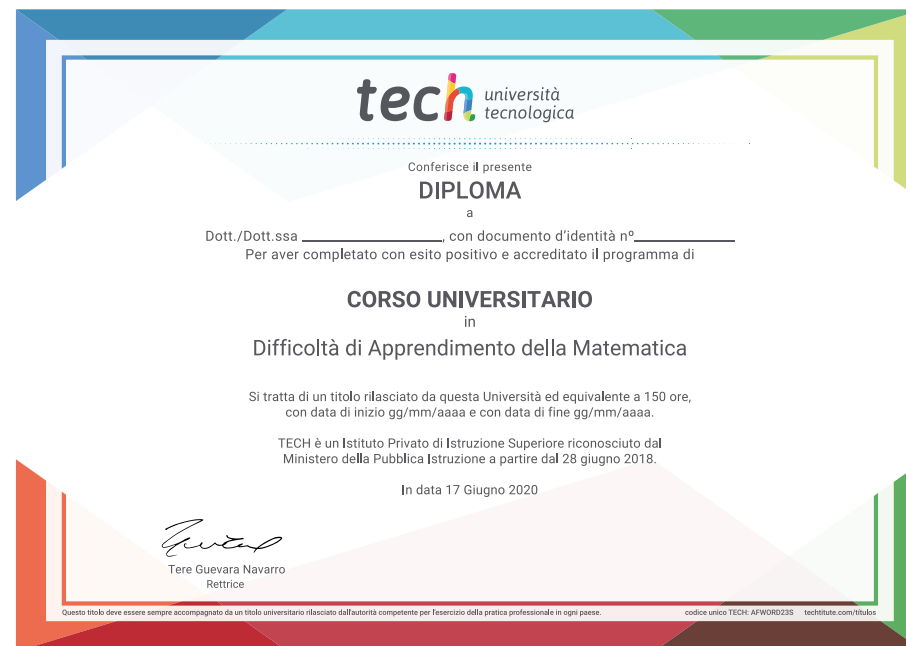 tech università
tecnologica
Conferisce il presente
DIPLOMA
a
Dott./Dott.ssa ____________________, con documento d'identità nº______________
Per aver completato con esito positivo e accreditato il programma di
CORSO UNIVERSITARIO
in
Difficoltà di Apprendimento della Matematica
Si tratta di un titolo rilasciato da questa Università ed equivalente a 150 ore,
con data di inizio gg/mm/aaaa e con data di fine gg/mm/aaaa.
TECH è un Istituto Privato di Istruzione Superiore riconosciuto dal
Ministero della Pubblica Istruzione a partire dal 28 giugno 2018.
In data 17 Giugno 2020
Tere Guevara Navarro
Rettrice
Questo titolo deve essere sempre accompagnato da un titolo universitario rilasciato dall'autorità competente per l'esercizio della pratica professionale in ogni paese. codice unico TECH: AFWORD23S techtitute.com/títulos